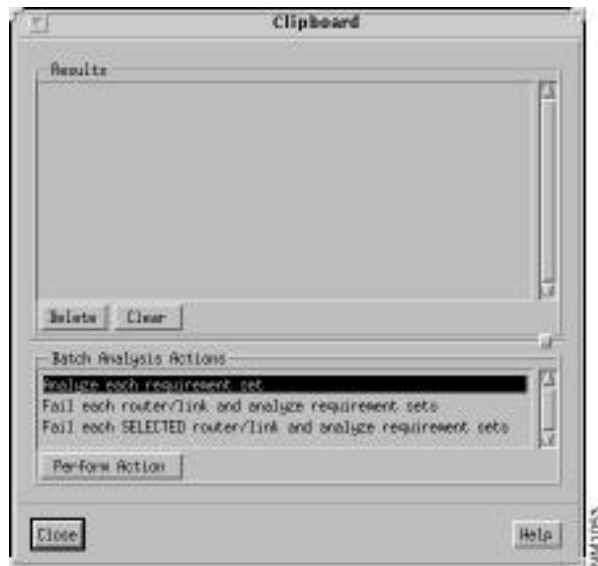 Clipboard
Results
Delete
Clear
Batch Analysis Actions
Analyze each requirement set
Fail each router/link and analyze requirement sets
Fail each SELECTED router/link and analyze requirement sets
Perform Action
Close
Help